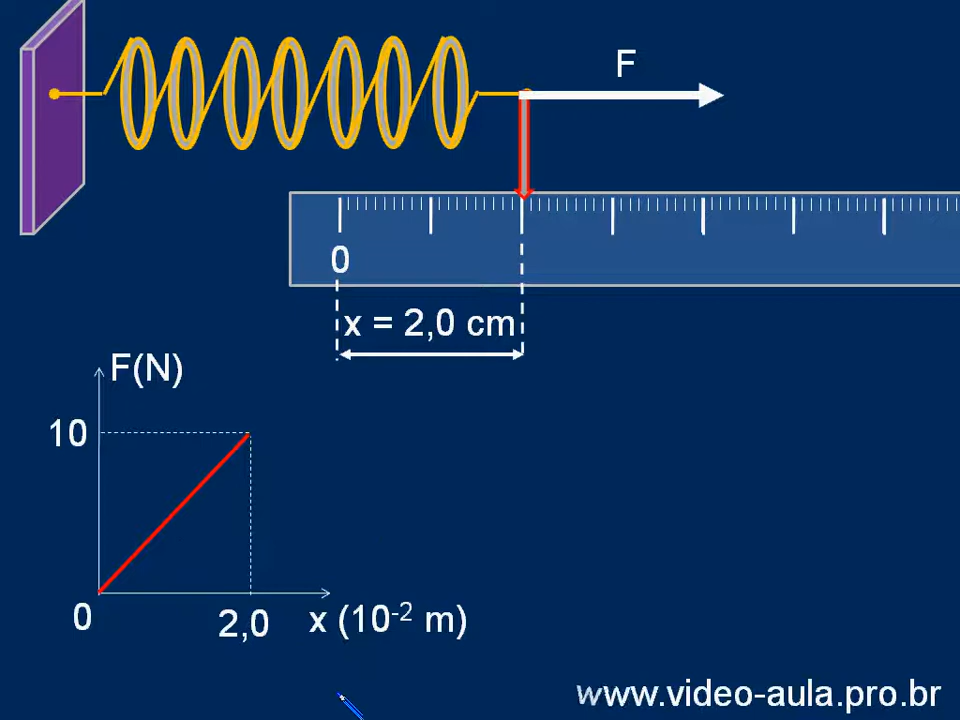 F
0
x = 2,0 cm
F(N)
10
0
2,0
x (10⁻² m)
www.video-aula.pro.br